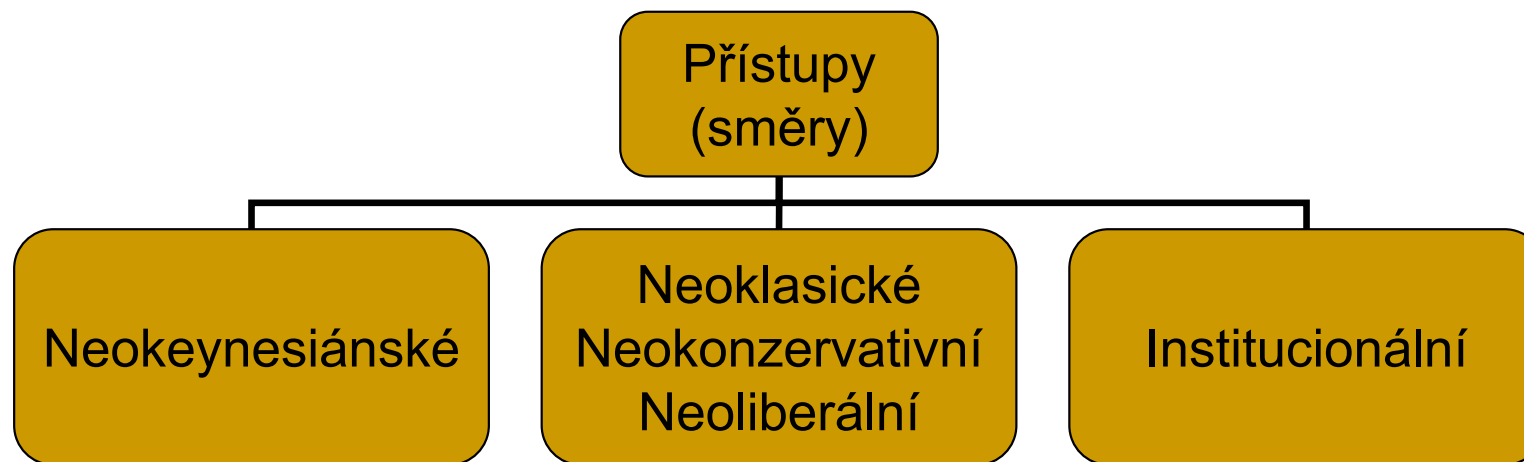 Přístupy
(směry)
Neokeynesiánské
Neoklasické
Neokonzervativní
Neoliberální
Institucionální